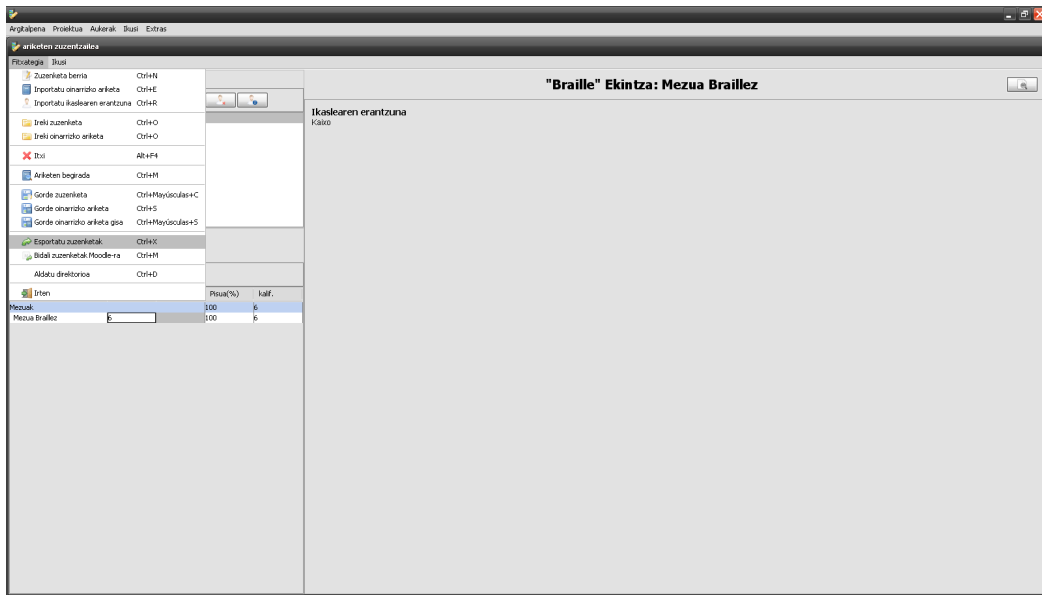 Argitalpena Proiektua Aukerak Ikusi Extras
ariketen zuzentzailea
Fitxategia Ikusi
Zuzenketa berria Ctrl+N
Inportatu oinarrizko ariketa Ctrl+E
Inportatu ikaslearen erantzuna Ctrl+R
Ireki zuzenketa Ctrl+O
Ireki oinarrizko ariketa Ctrl+O
Itxi Alt+F4
Ariketen begirada Ctrl+M
Gorde zuzenketa Ctrl+Mayúsculas+C
Gorde oinarrizko ariketa Ctrl+S
Gorde oinarrizko ariketa gisa Ctrl+Mayúsculas+S
Esportatu zuzenketak Ctrl+X
Bidali zuzenketak Moodle-ra Ctrl+M
Aldatu direktorioa Ctrl+D
Irten
Pisua(%) kalif.
Mezuak 100 6
Mezua Braillez 6 100 6
"Braille" Ekintza: Mezua Braillez
Ikaslearen erantzuna
Kaixo